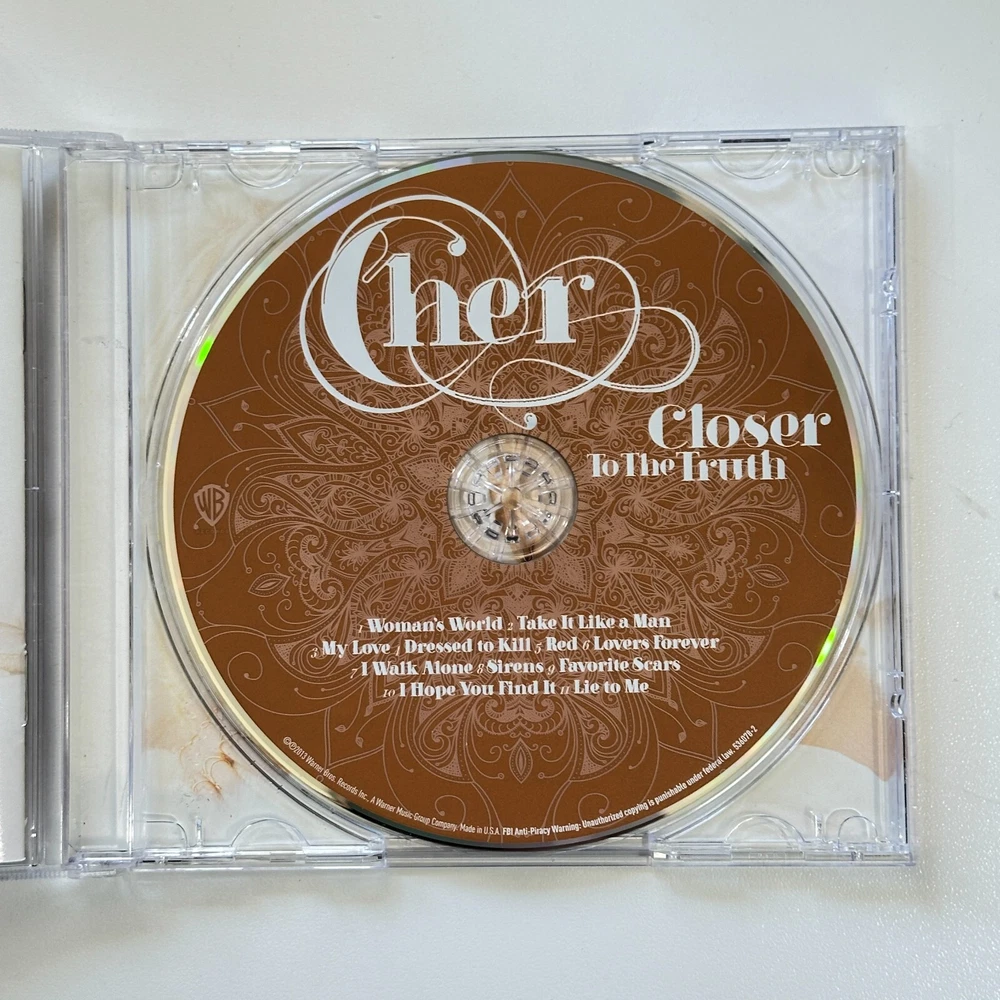 Cher
Closer
To The Truth
WB
1 Woman's World 2 Take It Like a Man
3 My Love 4 Dressed to Kill 5 Red 6 Lovers Forever
7 I Walk Alone 8 Sirens 9 Favorite Scars
10 I Hope You Find It 11 Lie to Me
©℗2013 Warner Bros. Records Inc., A Warner Music Group Company. Made in U.S.A. FBI Anti-Piracy Warning: Unauthorized copying is punishable under federal law. 536078-2